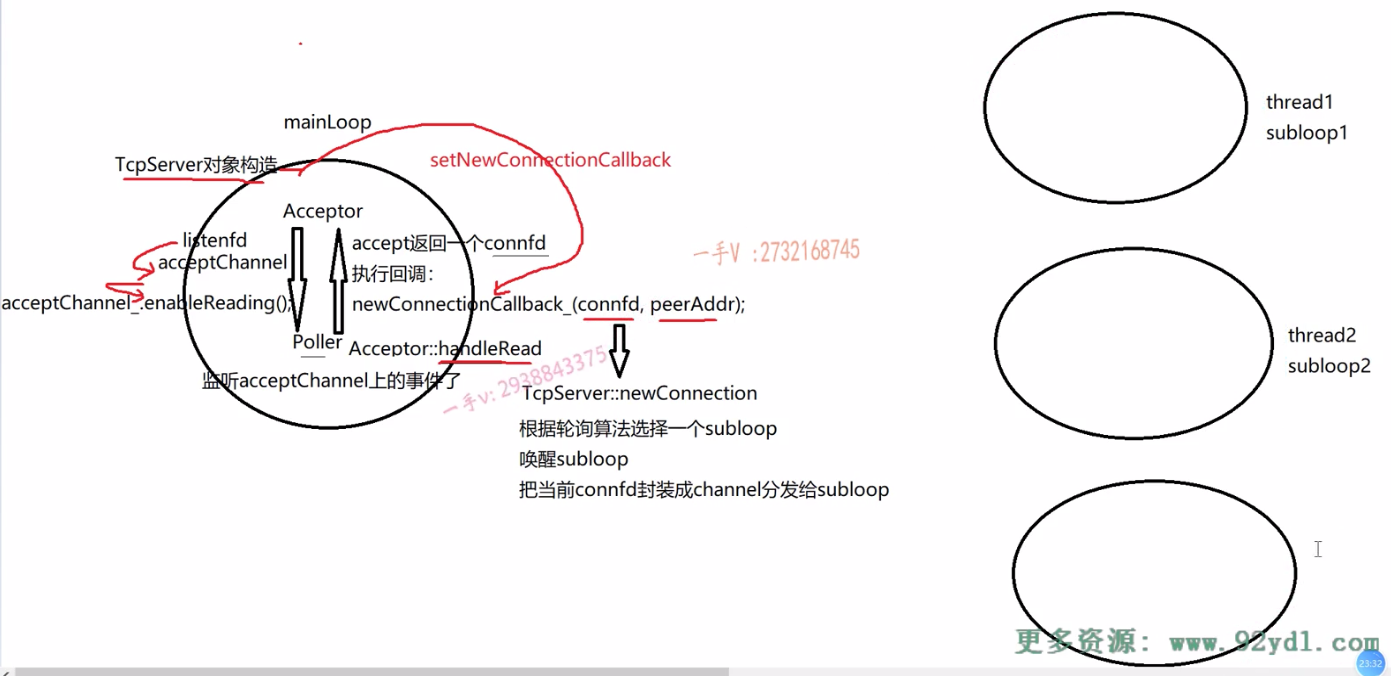 mainLoop
TcpServer对象构造
setNewConnectionCallback
Acceptor
listenfd
acceptChannel
acceptChannel_.enableReading();
accept返回一个connfd
执行回调：
newConnectionCallback_(connfd, peerAddr);
Poller
Acceptor::handleRead
监听acceptChannel上的事件了
TcpServer::newConnection
根据轮询算法选择一个subloop
唤醒subloop
把当前connfd封装成channel分发给subloop
thread1
subloop1
thread2
subloop2
一手V :2732168745
一手v: 2938843375
更多资源: www.92ydl.com
23:32